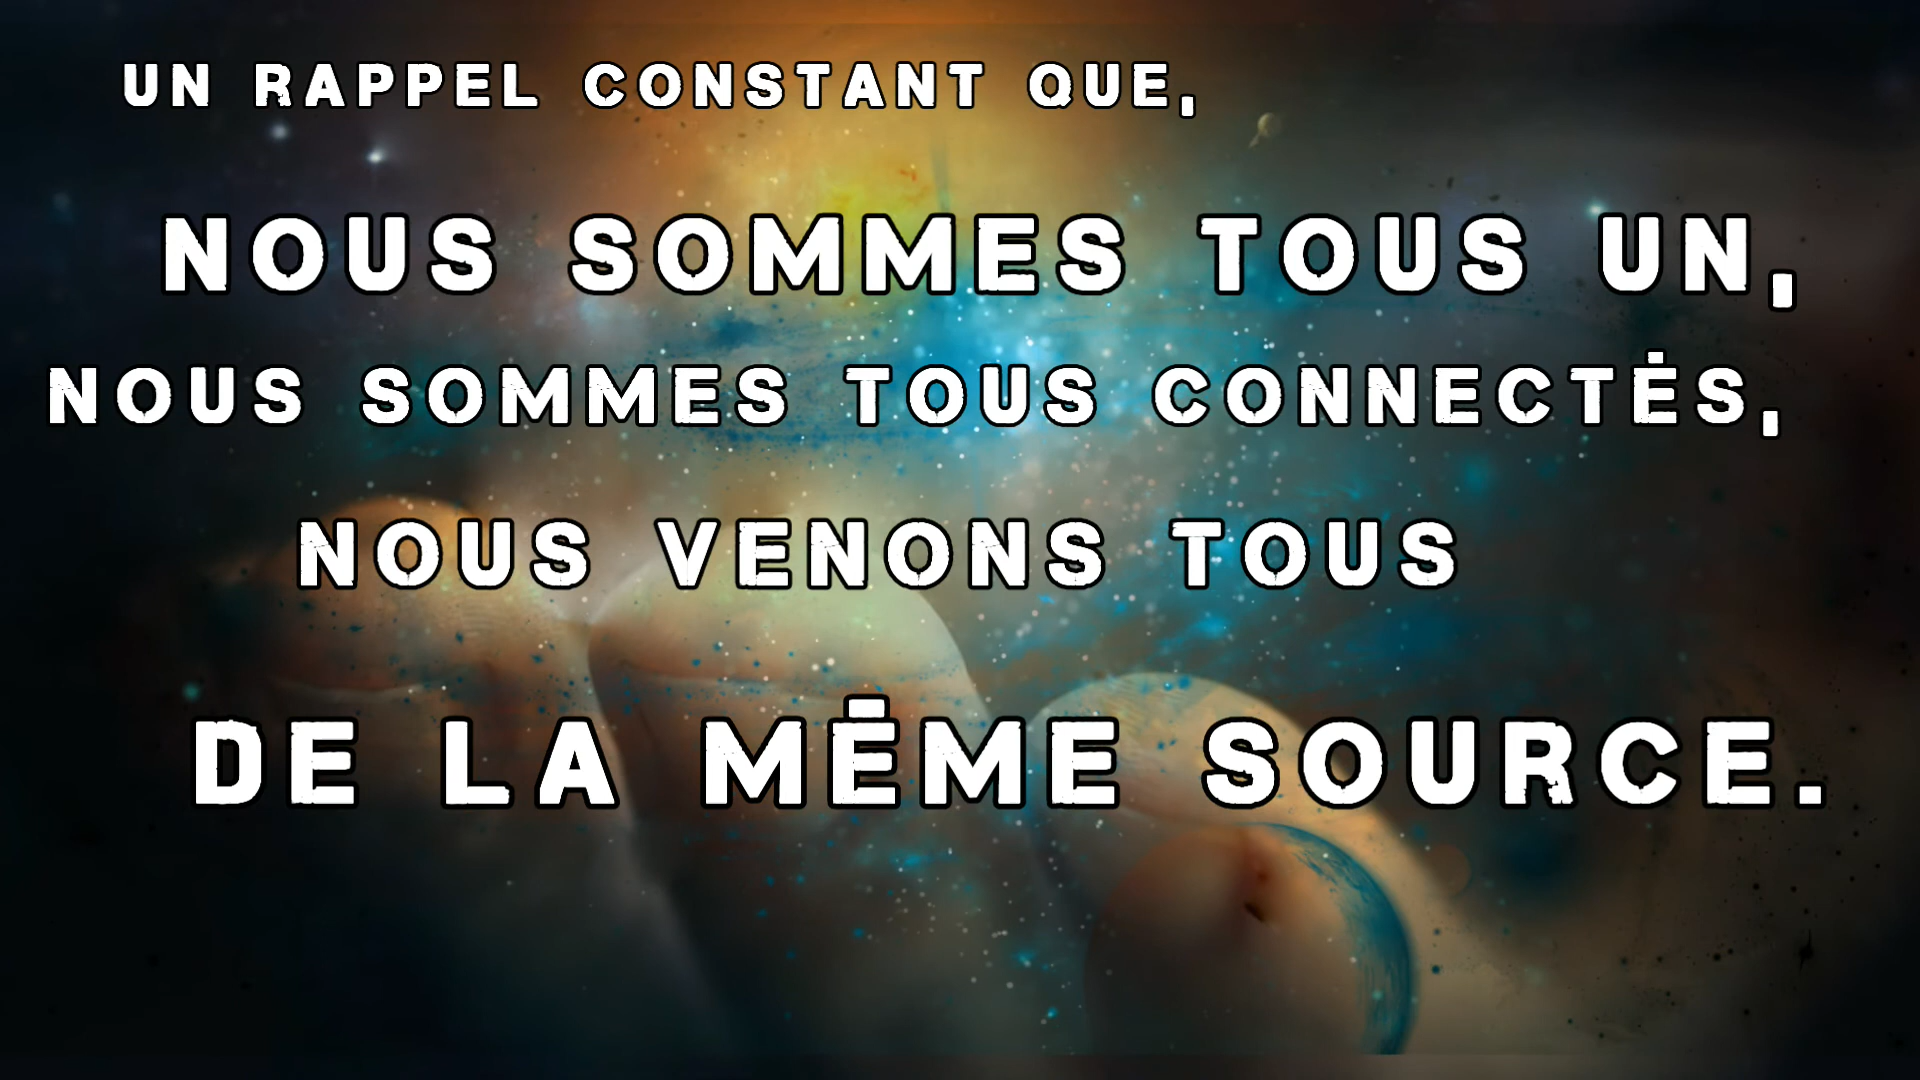 UN RAPPEL CONSTANT QUE,
NOUS SOMMES TOUS UN,
NOUS SOMMES TOUS CONNECTÉS,
NOUS VENONS TOUS
DE LA MÊME SOURCE.